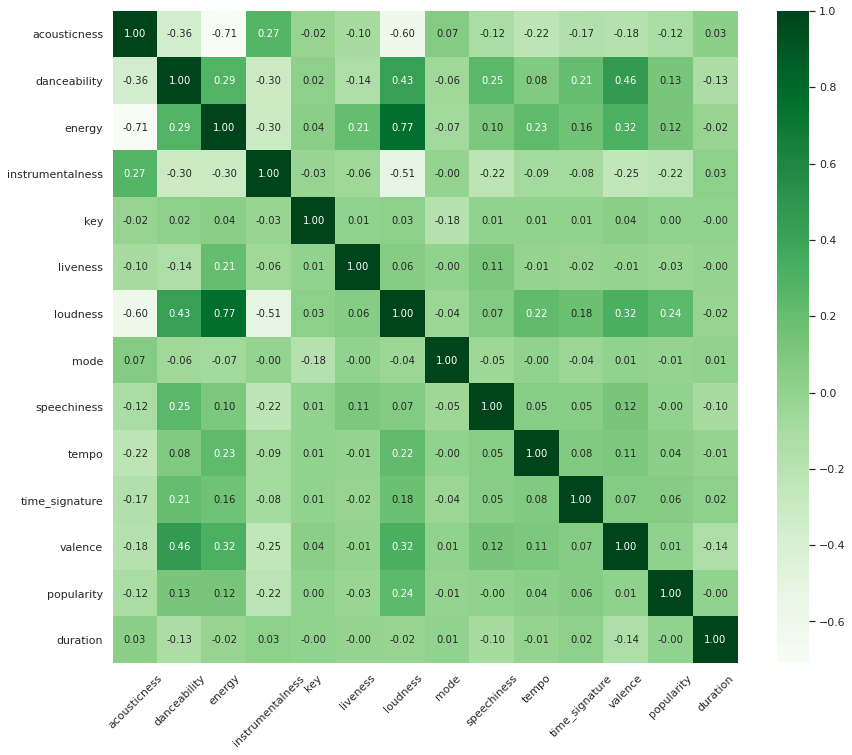 acousticness 1.00 -0.36 -0.71 0.27 -0.02 -0.10 -0.60 0.07 -0.12 -0.22 -0.17 -0.18 -0.12 0.03
danceability -0.36 1.00 0.29 -0.30 0.02 -0.14 0.43 -0.06 0.25 0.08 0.21 0.46 0.13 -0.13
energy -0.71 0.29 1.00 -0.30 0.04 0.21 0.77 -0.07 0.10 0.23 0.16 0.32 0.12 -0.02
instrumentalness 0.27 -0.30 -0.30 1.00 -0.03 -0.06 -0.51 -0.00 -0.22 -0.09 -0.08 -0.25 -0.22 0.03
key -0.02 0.02 0.04 -0.03 1.00 0.01 0.03 -0.18 0.01 0.01 0.01 0.04 0.00 -0.00
liveness -0.10 -0.14 0.21 -0.06 0.01 1.00 0.06 -0.00 0.11 -0.01 -0.02 -0.01 -0.03 -0.00
loudness -0.60 0.43 0.77 -0.51 0.03 0.06 1.00 -0.04 0.07 0.22 0.18 0.32 0.24 -0.02
mode 0.07 -0.06 -0.07 -0.00 -0.18 -0.00 -0.04 1.00 -0.05 -0.00 -0.04 0.01 -0.01 0.01
speechiness -0.12 0.25 0.10 -0.22 0.01 0.11 0.07 -0.05 1.00 0.05 0.05 0.12 -0.00 -0.10
tempo -0.22 0.08 0.23 -0.09 0.01 -0.01 0.22 -0.00 0.05 1.00 0.08 0.11 0.04 -0.01
time_signature -0.17 0.21 0.16 -0.08 0.01 -0.02 0.18 -0.04 0.05 0.08 1.00 0.07 0.06 0.02
valence -0.18 0.46 0.32 -0.25 0.04 -0.01 0.32 0.01 0.12 0.11 0.07 1.00 0.01 -0.14
popularity -0.12 0.13 0.12 -0.22 0.00 -0.03 0.24 -0.01 -0.00 0.04 0.06 0.01 1.00 -0.00
duration 0.03 -0.13 -0.02 0.03 -0.00 -0.00 -0.02 0.01 -0.10 -0.01 0.02 -0.14 -0.00 1.00
acousticness danceability energy instrumentalness key liveness loudness mode speechiness tempo time_signature valence popularity duration
1.0
0.8
0.6
0.4
0.2
0.0
−0.2
−0.4
−0.6